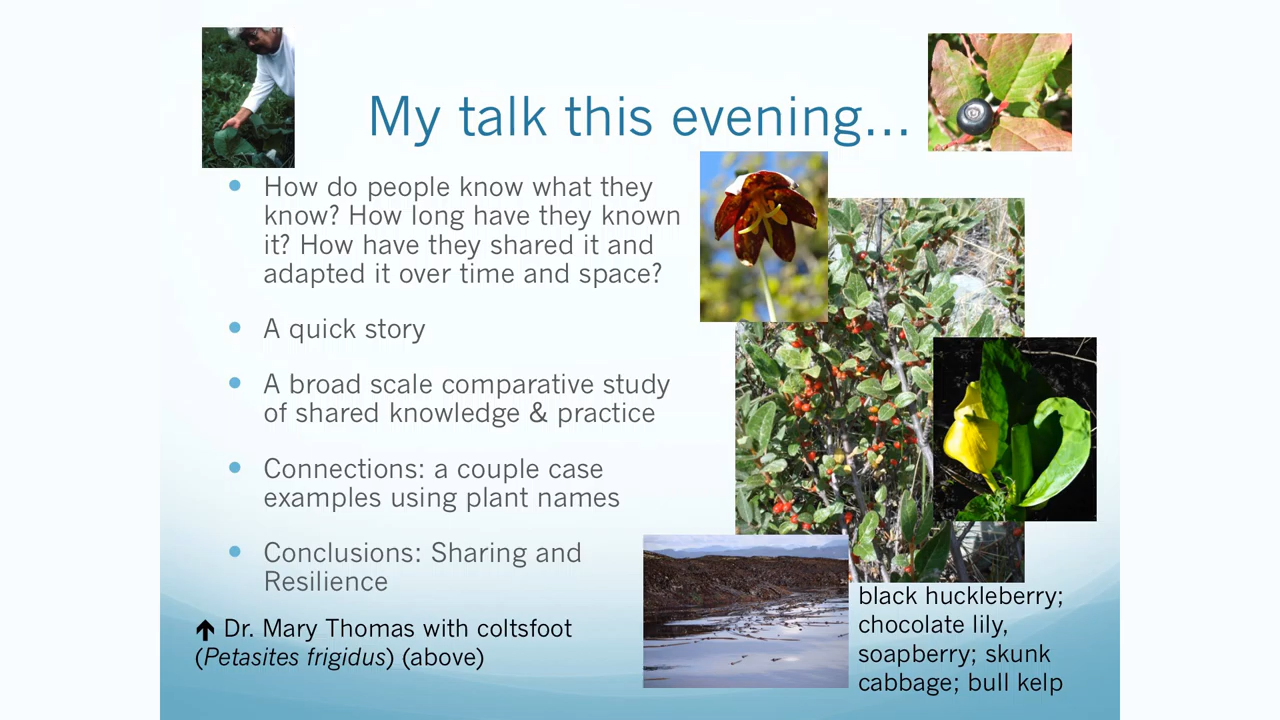 My talk this evening...
• How do people know what they
know? How long have they known
it? How have they shared it and
adapted it over time and space?
• A quick story
• A broad scale comparative study
of shared knowledge & practice
• Connections: a couple case
examples using plant names
• Conclusions: Sharing and
Resilience
🡹 Dr. Mary Thomas with coltsfoot
(Petasites frigidus) (above)
black huckleberry;
chocolate lily,
soapberry; skunk
cabbage; bull kelp